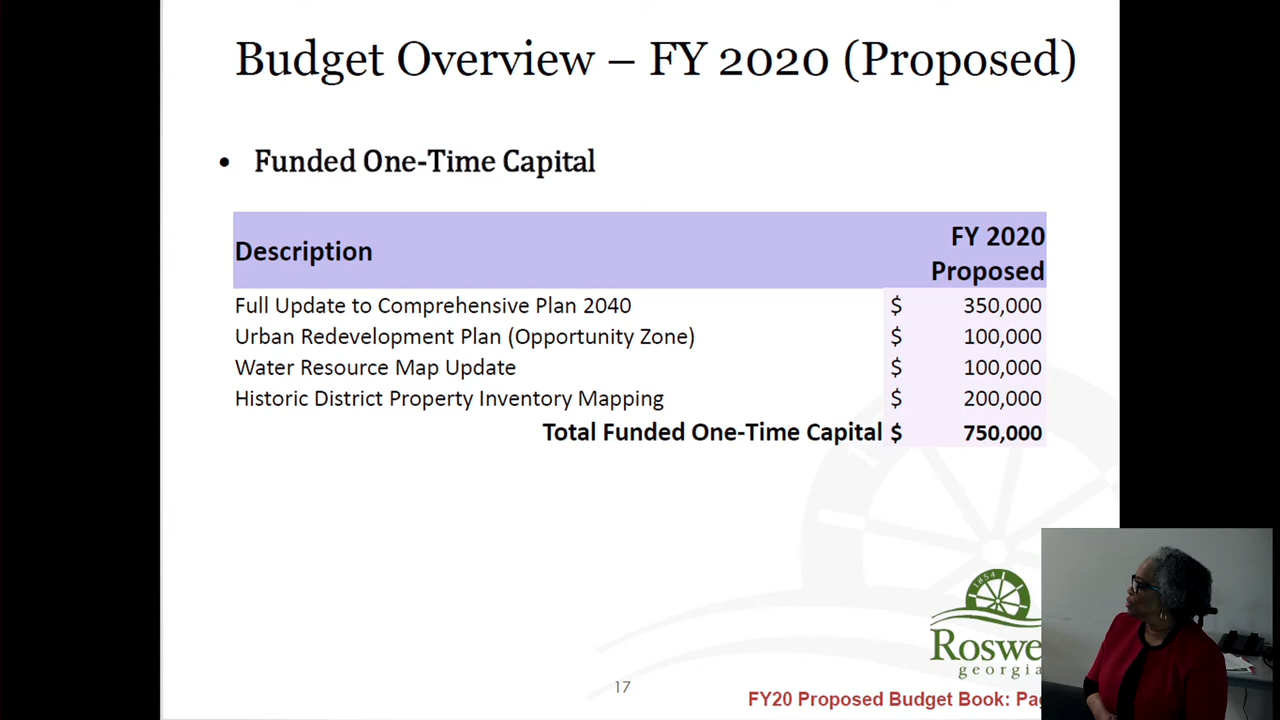 Budget Overview – FY 2020 (Proposed)
• Funded One-Time Capital
Description FY 2020 Proposed
Full Update to Comprehensive Plan 2040 $ 350,000
Urban Redevelopment Plan (Opportunity Zone) $ 100,000
Water Resource Map Update $ 100,000
Historic District Property Inventory Mapping $ 200,000
Total Funded One-Time Capital $ 750,000
1854
Roswe
georgia
17
FY20 Proposed Budget Book: